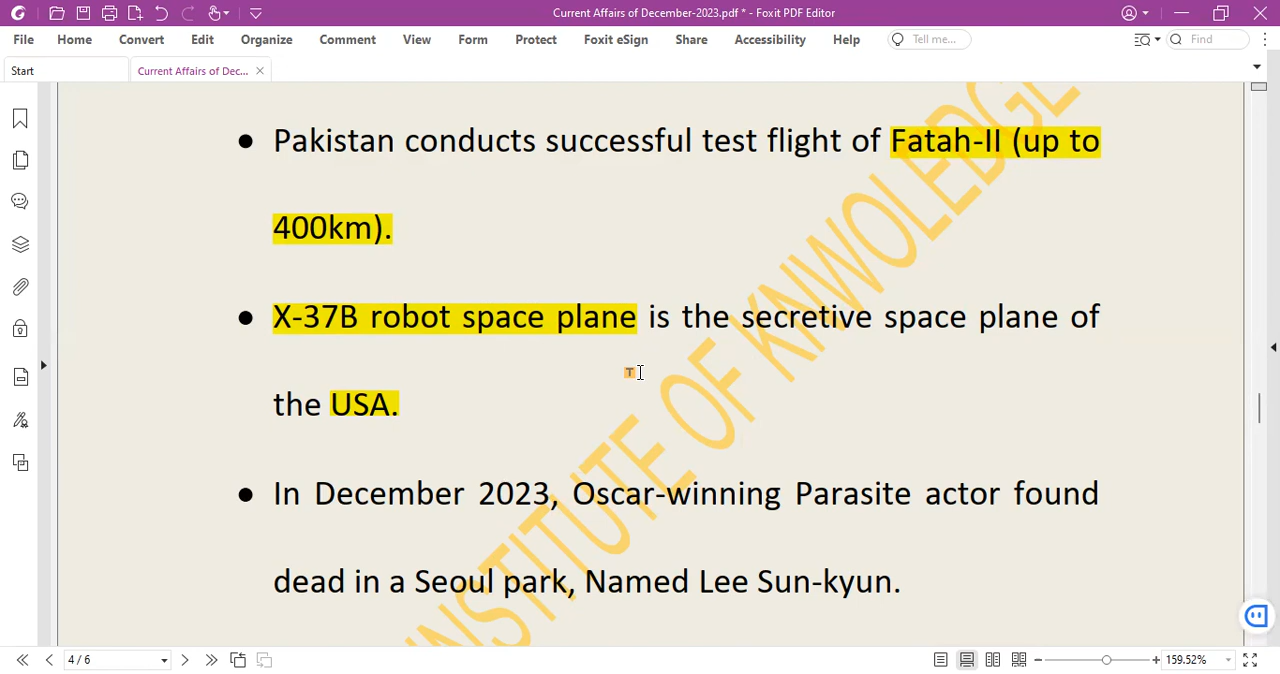 Current Affairs of December-2023.pdf * - Foxit PDF Editor
File Home Convert Edit Organize Comment View Form Protect Foxit eSign Share Accessibility Help Tell me... Find
Start Current Affairs of Dec...
● Pakistan conducts successful test flight of Fatah-II (up to
400km).
● X-37B robot space plane is the secretive space plane of
the USA.
● In December 2023, Oscar-winning Parasite actor found
dead in a Seoul park, Named Lee Sun-kyun.
INSTITUTE OF KNWOLEDGE
4 / 6 159.52%